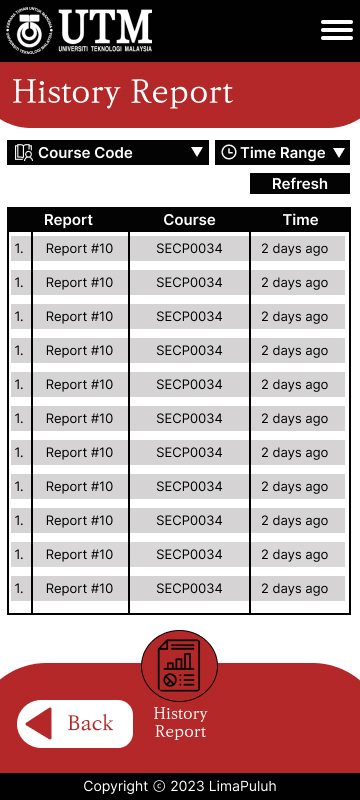 UTM
UNIVERSITI TEKNOLOGI MALAYSIA
History Report
Course Code
Time Range
Refresh
Report Course Time
1. Report #10 SECP0034 2 days ago
1. Report #10 SECP0034 2 days ago
1. Report #10 SECP0034 2 days ago
1. Report #10 SECP0034 2 days ago
1. Report #10 SECP0034 2 days ago
1. Report #10 SECP0034 2 days ago
1. Report #10 SECP0034 2 days ago
1. Report #10 SECP0034 2 days ago
1. Report #10 SECP0034 2 days ago
1. Report #10 SECP0034 2 days ago
1. Report #10 SECP0034 2 days ago
Back
History
Report
Copyright © 2023 LimaPuluh